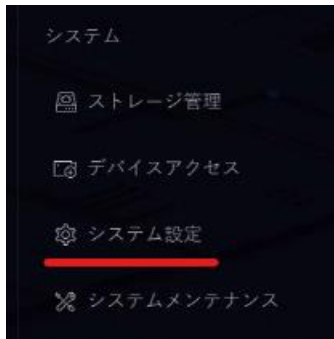 システム
ストレージ管理
デバイスアクセス
システム設定
システムメンテナンス